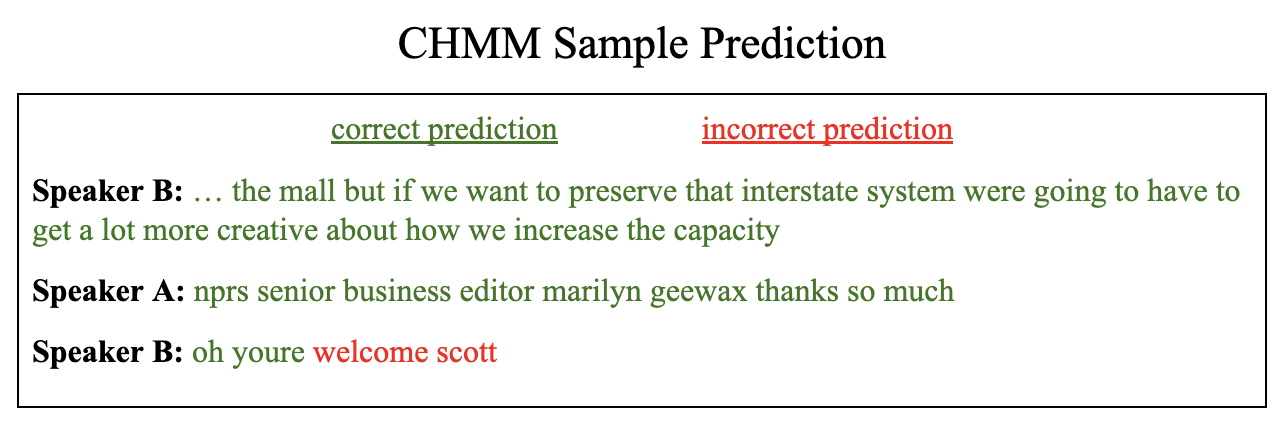 CHMM Sample Prediction
correct prediction incorrect prediction
Speaker B: … the mall but if we want to preserve that interstate system were going to have to
get a lot more creative about how we increase the capacity
Speaker A: nprs senior business editor marilyn geewax thanks so much
Speaker B: oh youre welcome scott